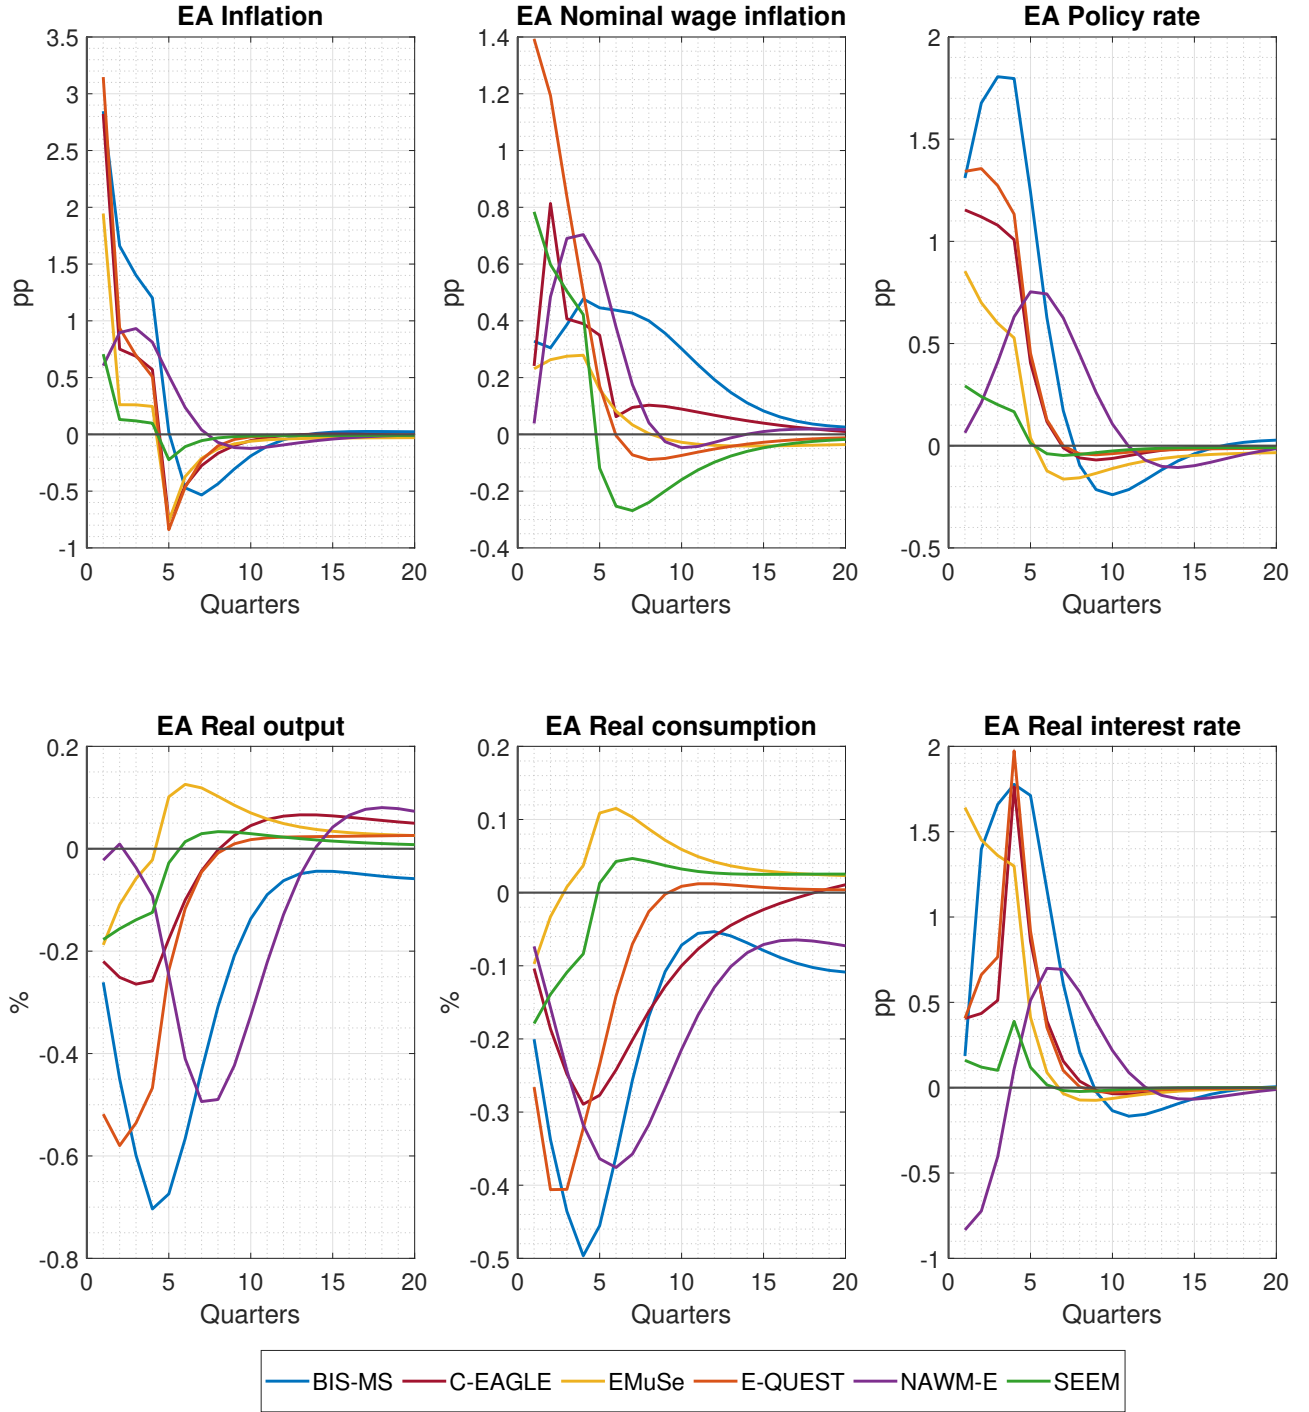 EA Inflation
3.5
3
2.5
2
1.5
1
0.5
0
-0.5
-1
pp
0 5 10 15 20
Quarters
EA Nominal wage inflation
1.4
1.2
1
0.8
0.6
0.4
0.2
0
-0.2
-0.4
pp
0 5 10 15 20
Quarters
EA Policy rate
2
1.5
1
0.5
0
-0.5
pp
0 5 10 15 20
Quarters
EA Real output
0.2
0
-0.2
-0.4
-0.6
-0.8
%
0 5 10 15 20
Quarters
EA Real consumption
0.2
0.1
0
-0.1
-0.2
-0.3
-0.4
-0.5
%
0 5 10 15 20
Quarters
EA Real interest rate
2
1.5
1
0.5
0
-0.5
-1
pp
0 5 10 15 20
Quarters
BIS-MS C-EAGLE EMuSe E-QUEST NAWM-E SEEM